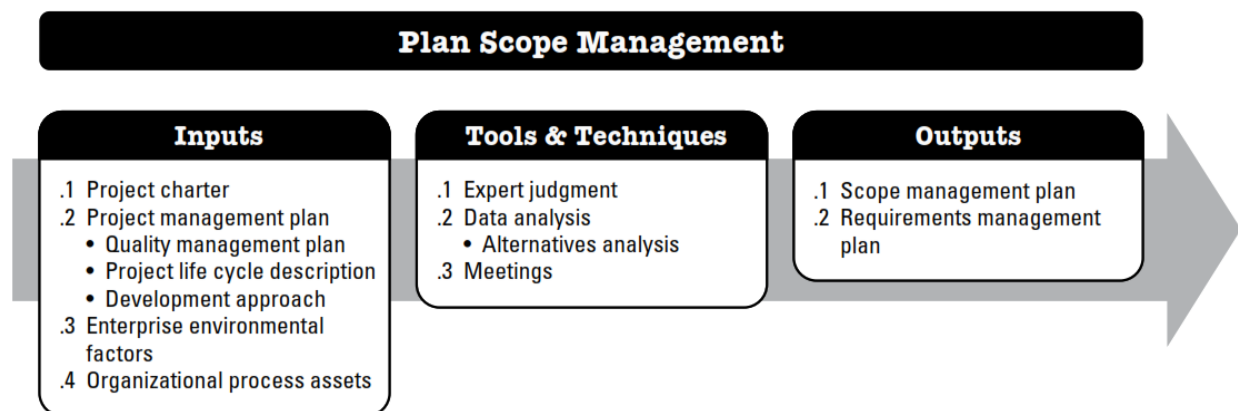 Plan Scope Management
Inputs
.1 Project charter
.2 Project management plan
• Quality management plan
• Project life cycle description
• Development approach
.3 Enterprise environmental
factors
.4 Organizational process assets
Tools & Techniques
.1 Expert judgment
.2 Data analysis
• Alternatives analysis
.3 Meetings
Outputs
.1 Scope management plan
.2 Requirements management
plan